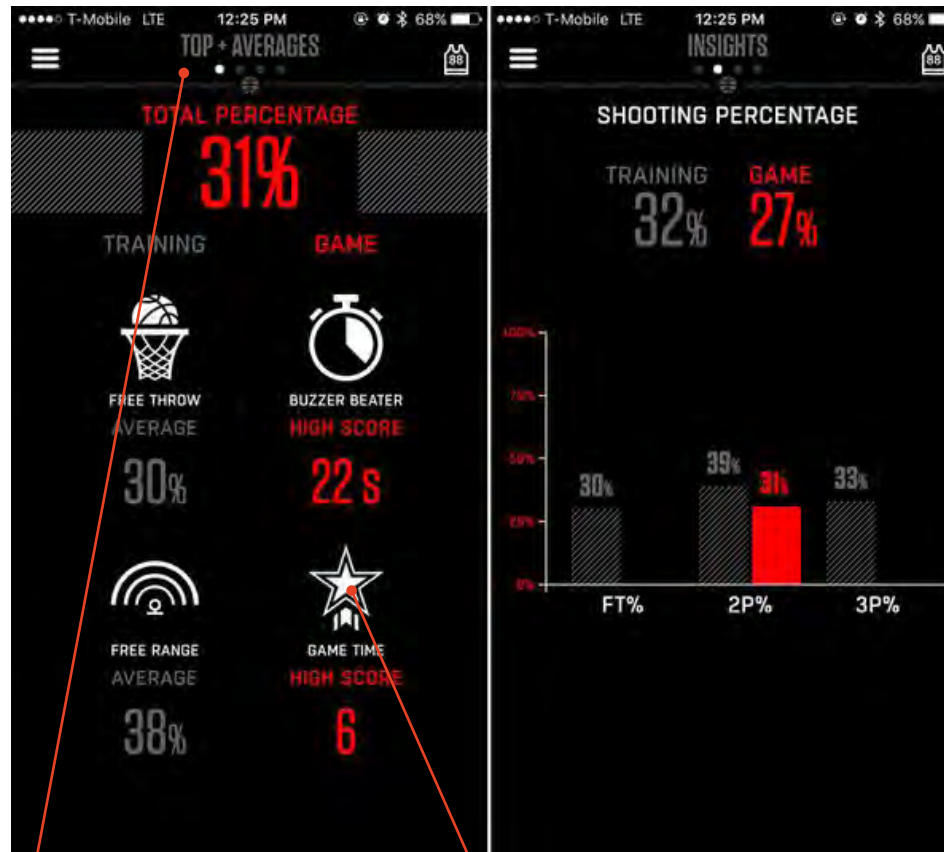 T-Mobile LTE 12:25 PM 68%
TOP + AVERAGES
88
TOTAL PERCENTAGE
31%
TRAINING GAME
FREE THROW BUZZER BEATER
AVERAGE HIGH SCORE
30% 22 s
FREE RANGE GAME TIME
AVERAGE HIGH SCORE
38% 6
T-Mobile LTE 12:25 PM 68%
INSIGHTS
88
SHOOTING PERCENTAGE
TRAINING GAME
32% 27%
100%
75%
50%
25%
0%
30% 39% 31% 33%
FT% 2P% 3P%